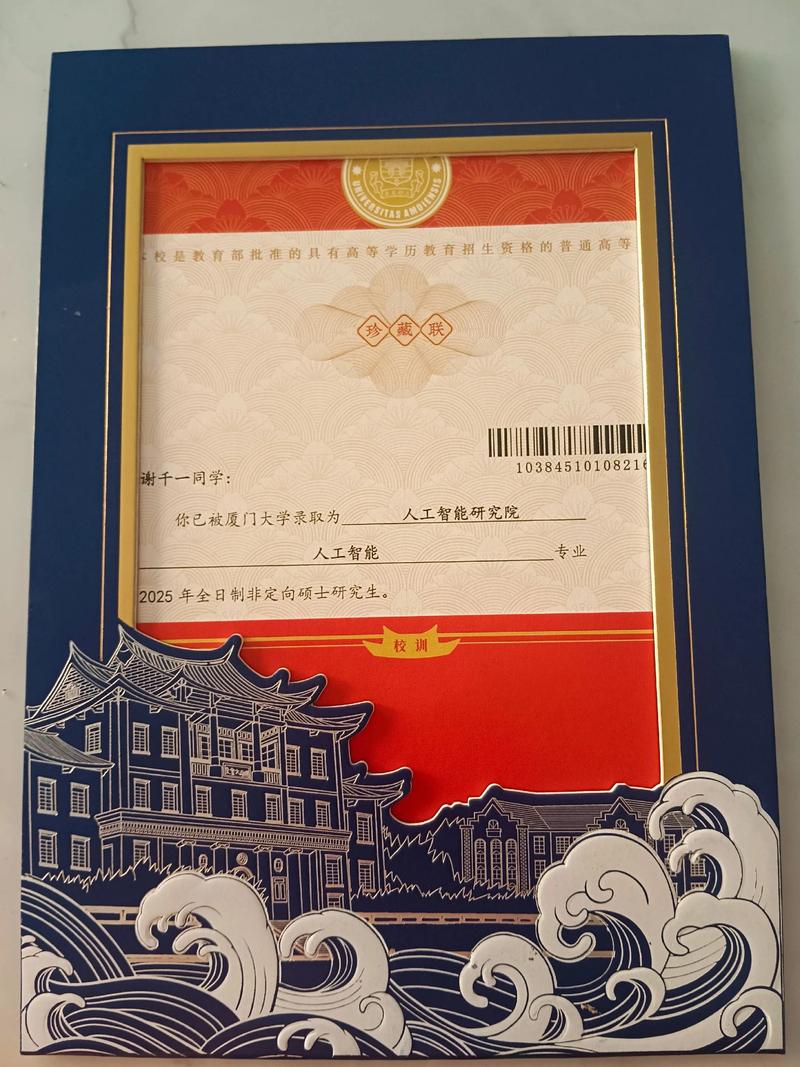 UNIVERSITAS AMOIENSIS
校是教育部批准的具有高等学历教育招生资格的普通高等
珍藏联
10384510108216
谢千一同学：
你已被厦门大学录取为 人工智能研究院
人工智能 专业
2025 年全日制非定向硕士研究生。
校训